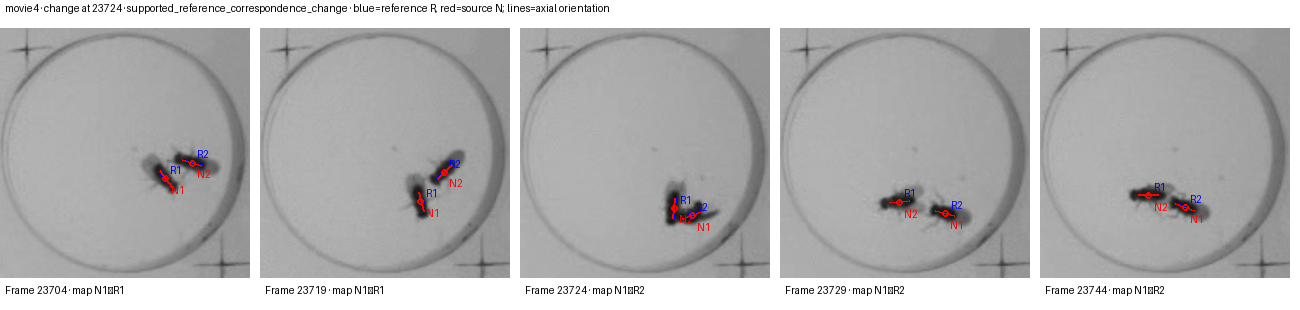 movie4 · change at 23724 · supported_reference_correspondence_change · blue=reference R, red=source N; lines=axial orientation
R1
R2
N2
N1
R2
N2
R1
N1
R1
N1
R1
N2
R2
N1
R1
N2
R2
N1
Frame 23704 · map N1▯R1
Frame 23719 · map N1▯R1
Frame 23724 · map N1▯R2
Frame 23729 · map N1▯R2
Frame 23744 · map N1▯R2